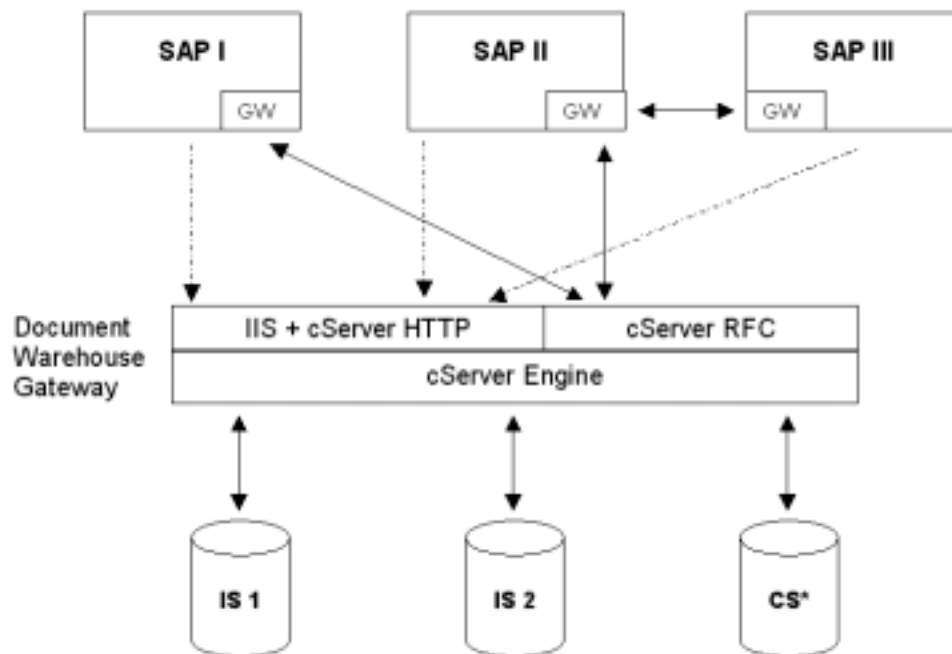 SAP I
SAP II
SAP III
GW
GW
GW
Document
Warehouse
Gateway
IIS + cServer HTTP
cServer RFC
cServer Engine
IS 1
IS 2
CS*